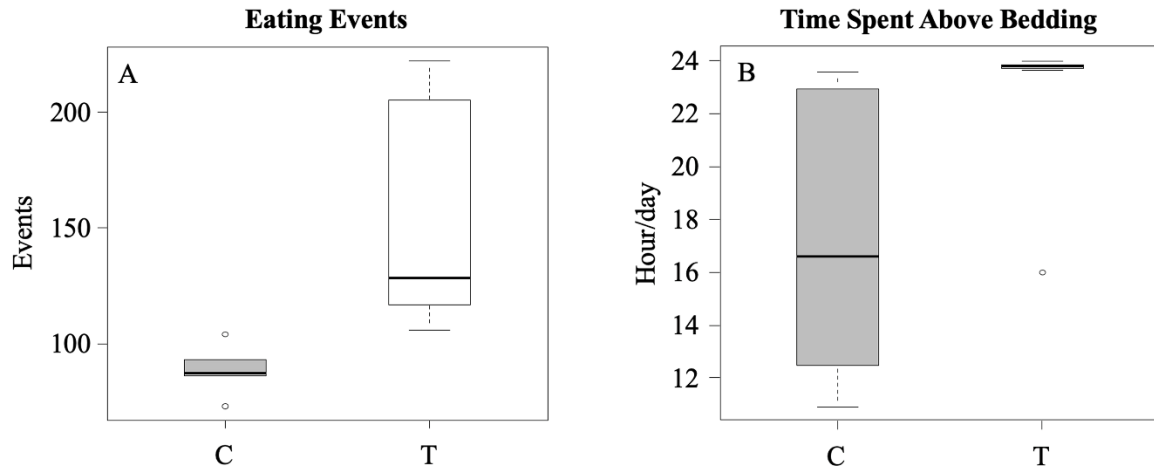 Eating Events
A
200
150
100
Events
C
T
Time Spent Above Bedding
B
24
22
20
18
16
14
12
Hour/day
C
T